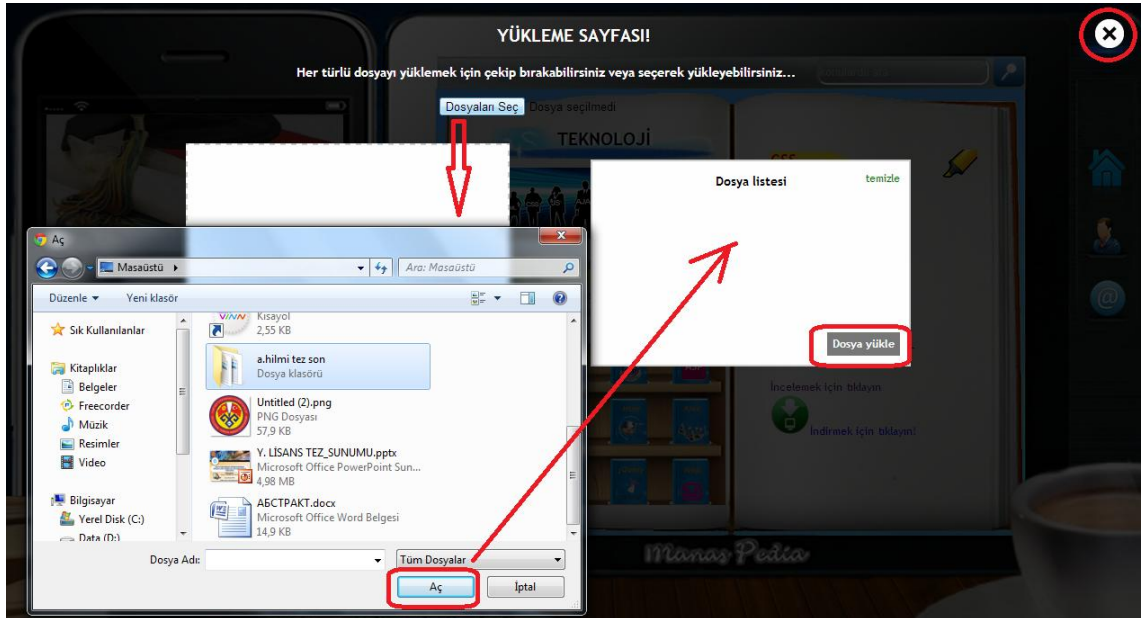 YÜKLEME SAYFASI!
Her türlü dosyayı yüklemek için çekip bırakabilirsiniz veya seçerek yükleyebilirsiniz...
Dosyaları Seç Dosya seçilmedi
TEKNOLOJİ
CSS
Dosya listesi temizle
Dosya yükle
İncelemek için tıklayın
İndirmek için tıklayın!
Manas Pedia
Aç
Masaüstü
Ara: Masaüstü
Düzenle Yeni klasör
Sık Kullanılanlar
Kitaplıklar
Belgeler
Freecorder
Müzik
Resimler
Video
Bilgisayar
Yerel Disk (C:)
Data (D:)
Kısayol
2,55 KB
a.hilmi tez son
Dosya klasörü
Untitled (2).png
PNG Dosyası
57,9 KB
Y. LİSANS TEZ_SUNUMU.pptx
Microsoft Office PowerPoint Sun...
4,98 MB
АБСТРАКТ.docx
Microsoft Office Word Belgesi
14,9 KB
Dosya Adı: Tüm Dosyalar
Aç İptal